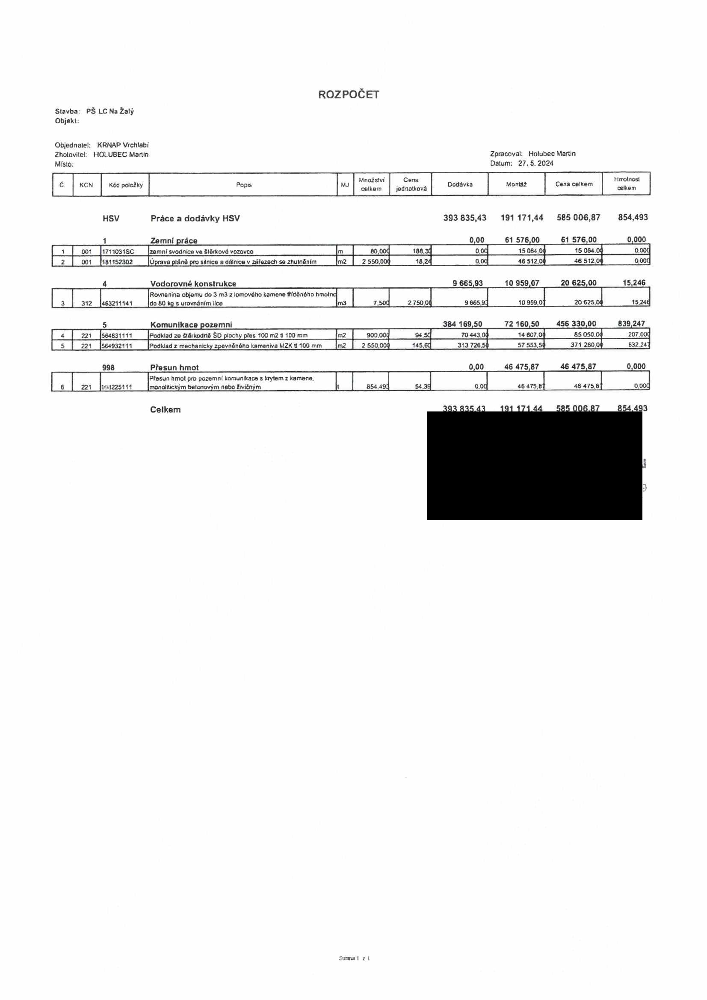 ROZPOČET
Stavba: PŠ LC Na Žalý
Objekt:
Objednatel: KRNAP Vrchlabí
Zhotovitel: HOLUBEC Martin
Zpracoval: Holubec Martin
Místo:
Datum: 27. 5. 2024
Č. KCN Kód položky Popis MJ Množství celkem Cena jednotková Dodávka Montáž Cena celkem Hmotnost celkem
HSV Práce a dodávky HSV 393 835,43 191 171,44 585 006,87 854,493
1 Zemní práce 0,00 61 576,00 61 576,00 0,000
1 001 1711031SC zemní svodnice ve štěrkové vozovce m 80,000 188,30 0,00 15 064,00 15 064,00 0,000
2 001 181152302 Úprava pláně pro silnice a dálnice v zářezech se zhutněním m2 2 550,000 18,24 0,00 46 512,00 46 512,00 0,000
4 Vodorovné konstrukce 9 665,93 10 959,07 20 625,00 15,246
Rovnanina objemu do 3 m3 z lomového kamene tříděného hmotno
3 312 463211141 do 80 kg s urovnáním líce m3 7,500 2 750,00 9 665,93 10 959,07 20 625,00 15,246
5 Komunikace pozemní 384 169,50 72 160,50 456 330,00 839,247
4 221 564831111 Podklad ze štěrkodrtě ŠD plochy přes 100 m2 tl 100 mm m2 900,000 94,50 70 443,00 14 607,00 85 050,00 207,000
5 221 564932111 Podklad z mechanicky zpevněného kameniva MZK tl 100 mm m2 2 550,000 145,60 313 726,50 57 553,50 371 280,00 632,247
998 Přesun hmot 0,00 46 475,87 46 475,87 0,000
Přesun hmot pro pozemní komunikace s krytem z kamene,
6 221 998225111 monolitickým betonovým nebo živičným t 854,493 54,39 0,00 46 475,87 46 475,87 0,000
Celkem 393 835,43 191 171,44 585 006,87 854,493
Strana 1 z 1